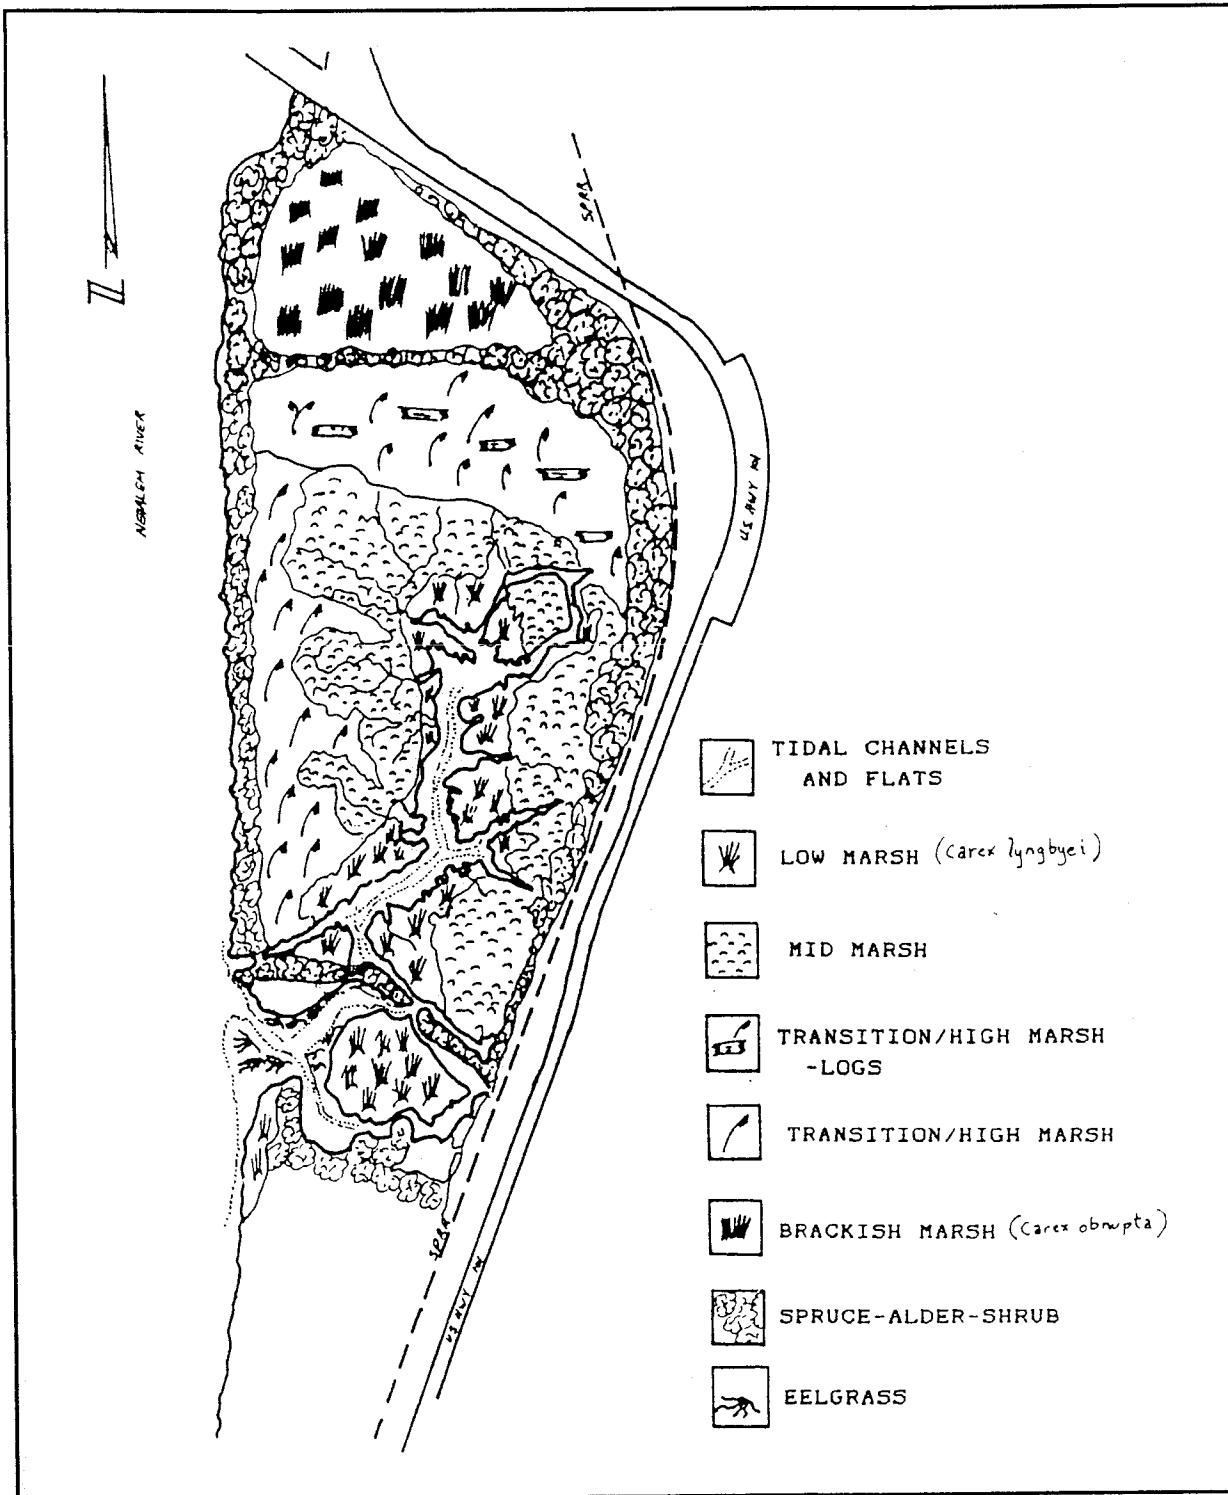 SPRR
N
NEHALEM RIVER
US HWY 101
TIDAL CHANNELS
AND FLATS
LOW MARSH (Carex lyngbyei)
MID MARSH
TRANSITION/HIGH MARSH
-LOGS
TRANSITION/HIGH MARSH
BRACKISH MARSH (Carex obnupta)
SPRUCE-ALDER-SHRUB
SPRR
US HWY 101
EELGRASS